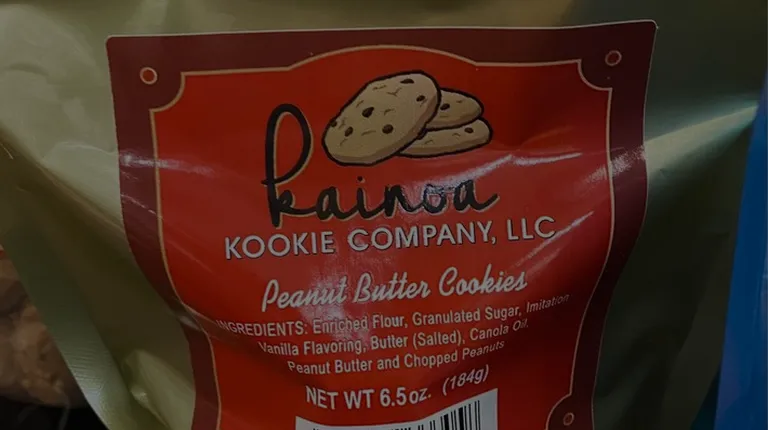 kainoa
KOOKIE COMPANY, LLC
Peanut Butter Cookies
INGREDIENTS: Enriched Flour, Granulated Sugar, Imitation
Vanilla Flavoring, Butter (Salted), Canola Oil,
Peanut Butter and Chopped Peanuts
NET WT 6.5oz. (184g)